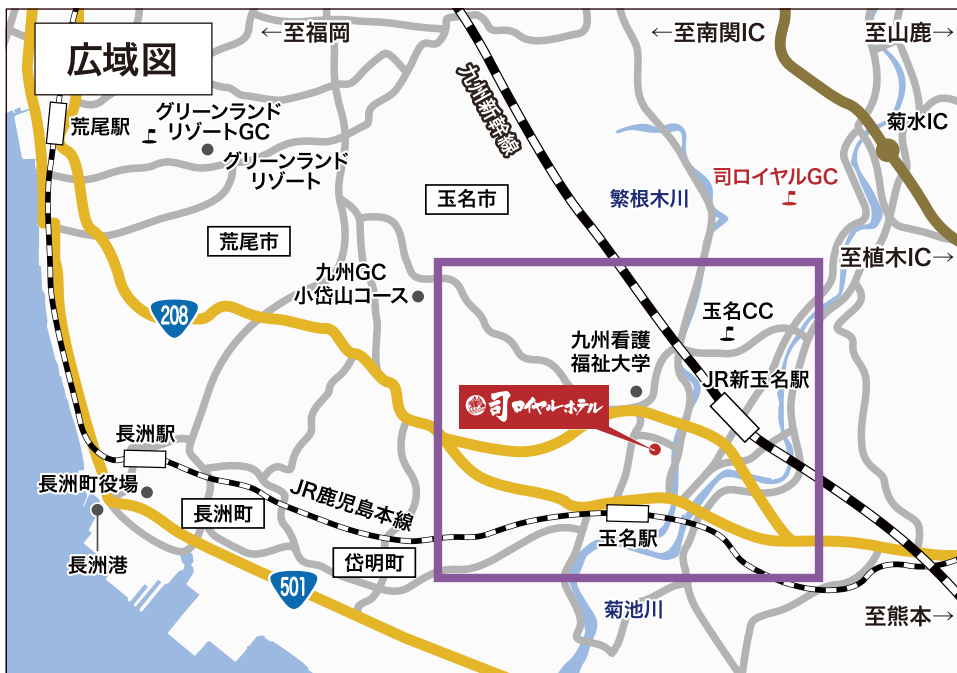 広域図
←至福岡
←至南関IC
至山鹿→
九州新幹線
荒尾駅
グリーンランド
リゾートGC
グリーンランド
リゾート
菊水IC
司ロイヤルGC
繁根木川
玉名市
荒尾市
至植木IC→
九州GC
小岱山コース
208
玉名CC
九州看護
福祉大学
JR新玉名駅
司ロイヤルホテル
長洲駅
長洲町役場
JR鹿児島本線
長洲町
玉名駅
長洲港
岱明町
501
菊池川
至熊本→